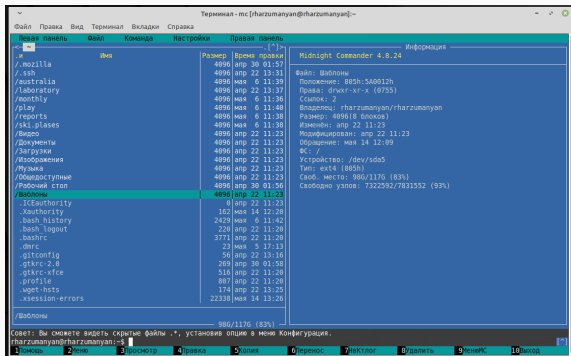 Терминал - mc [rharzumanyan@rharzumanyan]:~
Файл Правка Вид Терминал Вкладки Справка
Левая панель Файл Команда Настройки Правая панель
<- ~ .[^]>
.и Имя Размер Время правки
/.mozilla 4096 апр 30 01:57
/.ssh 4096 апр 22 13:31
/australia 4096 мая 6 11:39
/laboratory 4096 апр 22 13:37
/monthly 4096 мая 6 11:36
/play 4096 мая 6 11:40
/reports 4096 мая 6 11:38
/ski.plases 4096 мая 6 11:38
/Видео 4096 апр 22 11:23
/Документы 4096 апр 22 11:23
/Загрузки 4096 апр 22 11:23
/Изображения 4096 апр 22 11:23
/Музыка 4096 апр 22 11:23
/Общедоступные 4096 апр 22 11:23
/Рабочий стол 4096 апр 30 01:56
/Шаблоны 4096 апр 22 11:23
.ICEauthority 0 апр 22 11:23
.Xauthority 162 мая 14 12:20
.bash_history 2429 мая 6 11:42
.bash_logout 220 апр 22 11:20
.bashrc 3771 апр 22 11:20
.dmrc 23 мая 5 17:13
.gitconfig 56 апр 22 13:16
.gtkrc-2.0 269 апр 30 01:58
.gtkrc-xfce 516 апр 22 11:20
.profile 807 апр 22 11:20
.wget-hsts 174 апр 22 13:25
.xsession-errors 22338 мая 14 13:26
/Шаблоны
98G/117G (83%)
Информация
Midnight Commander 4.8.24
Файл: Шаблоны
Положение: 805h:5A0012h
Права: drwxr-xr-x (0755)
Ссылок: 2
Владелец: rharzumanyan/rharzumanyan
Размер: 4096(8 блоков)
Изменён: апр 22 11:23
Модифицирован: апр 22 11:23
Обращение: мая 14 12:09
ФС: /
Устройство: /dev/sda5
Тип: ext4 (805h)
Своб. место: 98G/117G (83%)
Свободно узлов: 7322592/7831552 (93%)
Совет: Вы сможете видеть скрытые файлы .*, установив опцию в меню Конфигурация.
rharzumanyan@rharzumanyan:~$ [^]
1Помощь 2Меню 3Просмотр 4Правка 5Копия 6Перенос 7НвКтлог 8Удалить 9МенюMC 10Выход